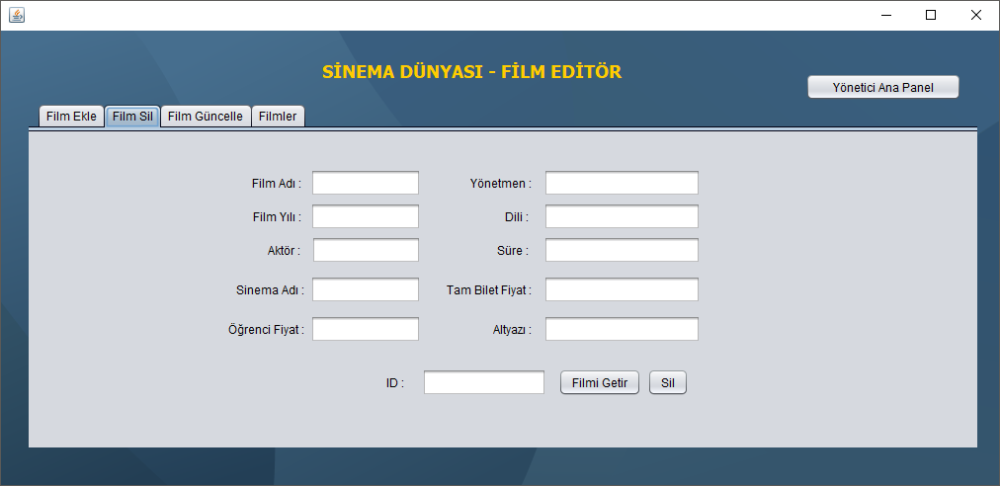 SİNEMA DÜNYASI - FİLM EDİTÖR
Yönetici Ana Panel
Film Ekle Film Sil Film Güncelle Filmler
Film Adı : Yönetmen :
Film Yılı : Dili :
Aktör : Süre :
Sinema Adı : Tam Bilet Fiyat :
Öğrenci Fiyat : Altyazı :
ID : Filmi Getir Sil